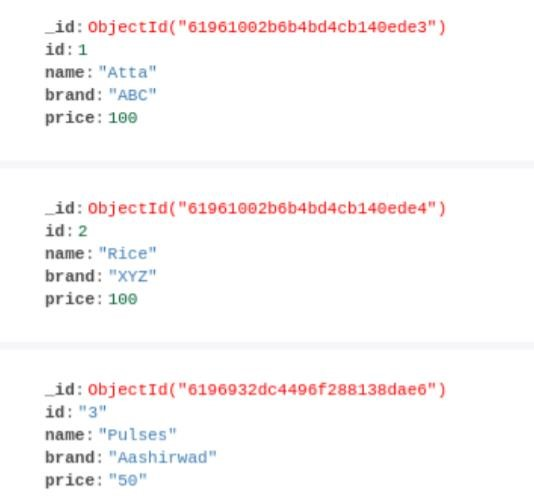 _id: ObjectId("61961002b6b4bd4cb140ede3")
id: 1
name: "Atta"
brand: "ABC"
price: 100
_id: ObjectId("61961002b6b4bd4cb140ede4")
id: 2
name: "Rice"
brand: "XYZ"
price: 100
_id: ObjectId("6196932dc4496f288138dae6")
id: "3"
name: "Pulses"
brand: "Aashirwad"
price: "50"